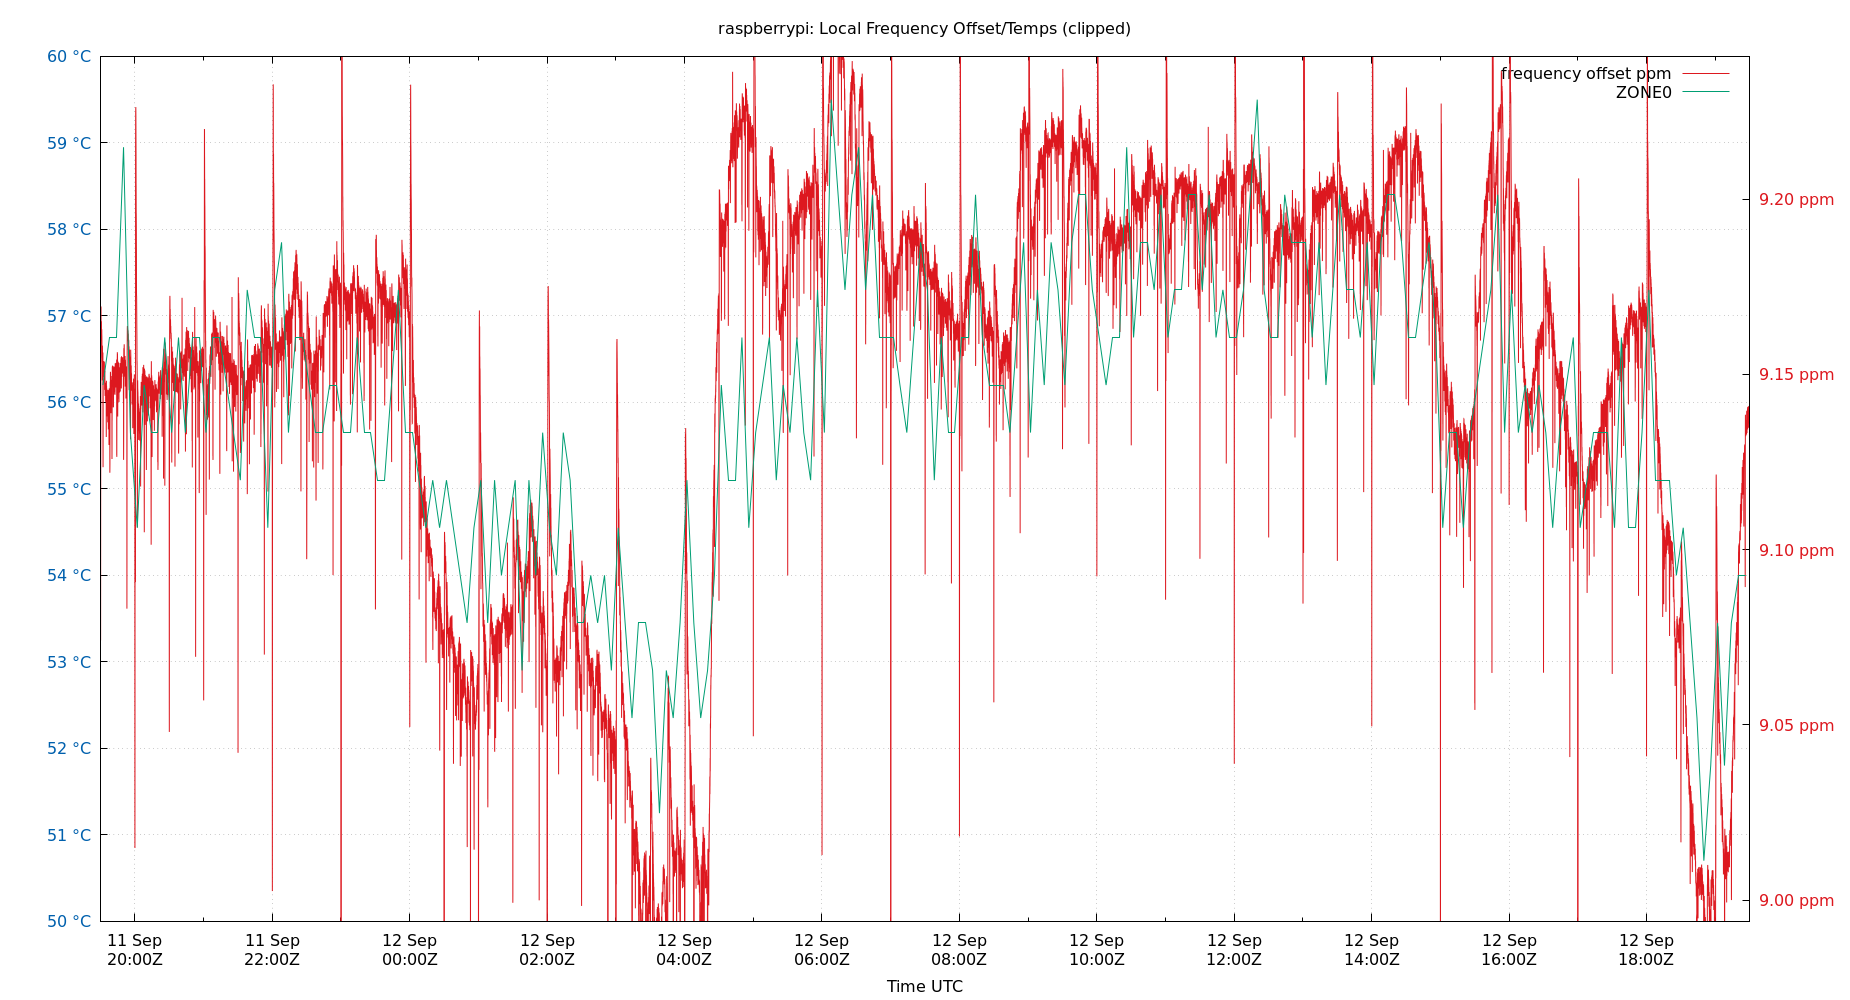 raspberrypi: Local Frequency Offset/Temps (clipped)
60 °C
59 °C
58 °C
57 °C
56 °C
55 °C
54 °C
53 °C
52 °C
51 °C
50 °C
frequency offset ppm
ZONE0
9.20 ppm
9.15 ppm
9.10 ppm
9.05 ppm
9.00 ppm
11 Sep 11 Sep 12 Sep 12 Sep 12 Sep 12 Sep 12 Sep 12 Sep 12 Sep 12 Sep 12 Sep 12 Sep
20:00Z 22:00Z 00:00Z 02:00Z 04:00Z 06:00Z 08:00Z 10:00Z 12:00Z 14:00Z 16:00Z 18:00Z
Time UTC